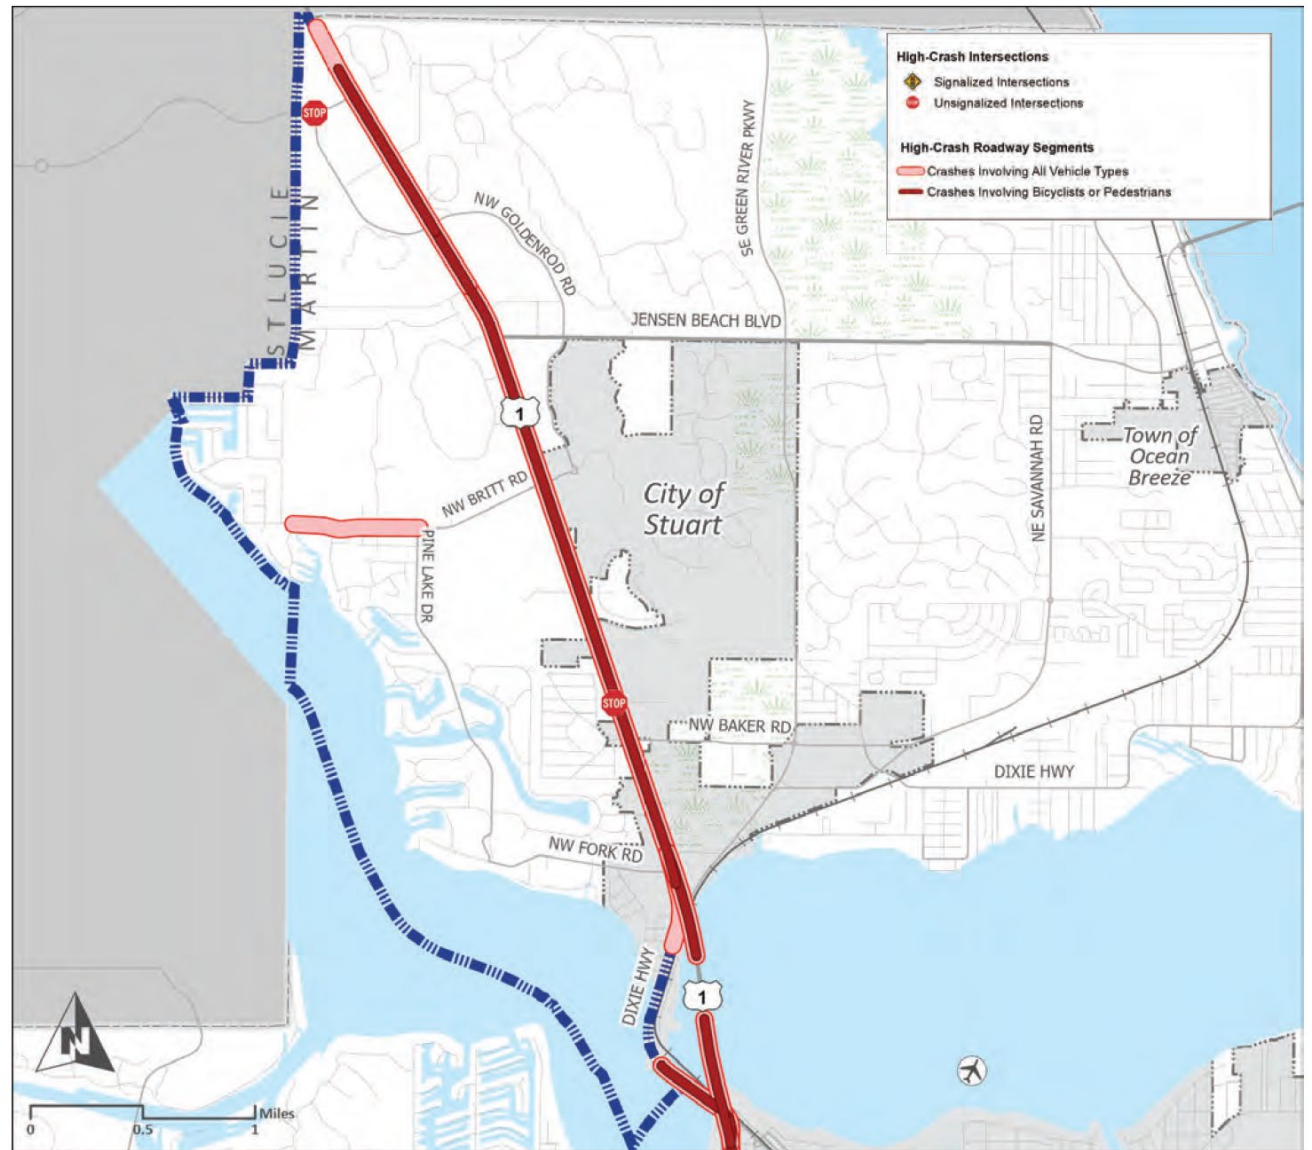 High-Crash Intersections
Signalized Intersections
STOP
Unsignalized Intersections
High-Crash Roadway Segments
Crashes Involving All Vehicle Types
Crashes Involving Bicyclists or Pedestrians
STOP
ST LUCIE
MARTIN
NW GOLDENROD RD
SE GREEN RIVER PKWY
JENSEN BEACH BLVD
1
Town of
Ocean
Breeze
NE SAVANNAH RD
City of
Stuart
NW BRITT RD
PINE LAKE DR
STOP
NW BAKER RD
DIXIE HWY
NW FORK RD
DIXIE HWY
1
N
Miles
0 0.5 1